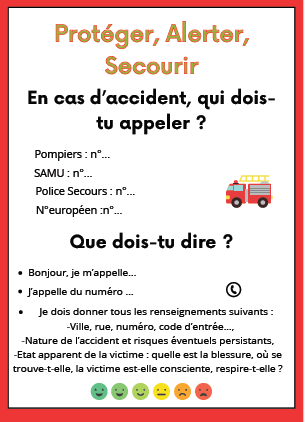 Protéger, Alerter,
Secourir
En cas d'accident, qui dois-
tu appeler ?
Pompiers : n°...
SAMU : n°...
Police Secours : n°...
N°européen :n°...
Que dois-tu dire ?
• Bonjour, je m'appelle...
• J'appelle du numéro ...
• Je dois donner tous les renseignements suivants :
-Ville, rue, numéro, code d'entrée...,
-Nature de l'accident et risques éventuels persistants,
-Etat apparent de la victime : quelle est la blessure, où se
trouve-t-elle, la victime est-elle consciente, respire-t-elle ?